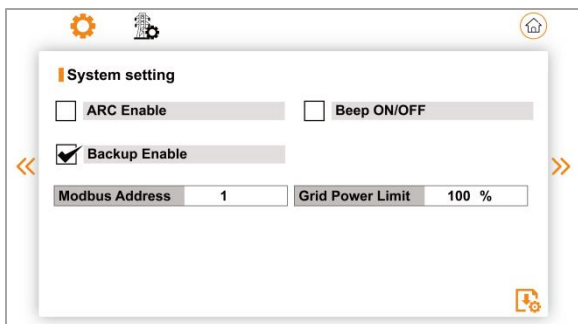 System setting
ARC Enable
Beep ON/OFF
Backup Enable
Modbus Address 1 Grid Power Limit 100 %